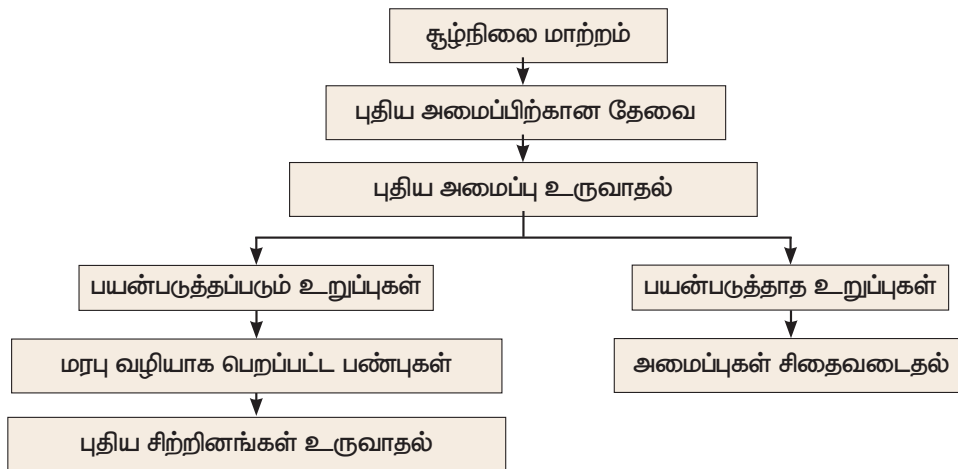 சூழ்நிலை மாற்றம்
புதிய அமைப்பிற்கான தேவை
புதிய அமைப்பு உருவாதல்
பயன்படுத்தப்படும் உறுப்புகள்
பயன்படுத்தாத உறுப்புகள்
மரபு வழியாக பெறப்பட்ட பண்புகள்
அமைப்புகள் சிதைவடைதல்
புதிய சிற்றினங்கள் உருவாதல்